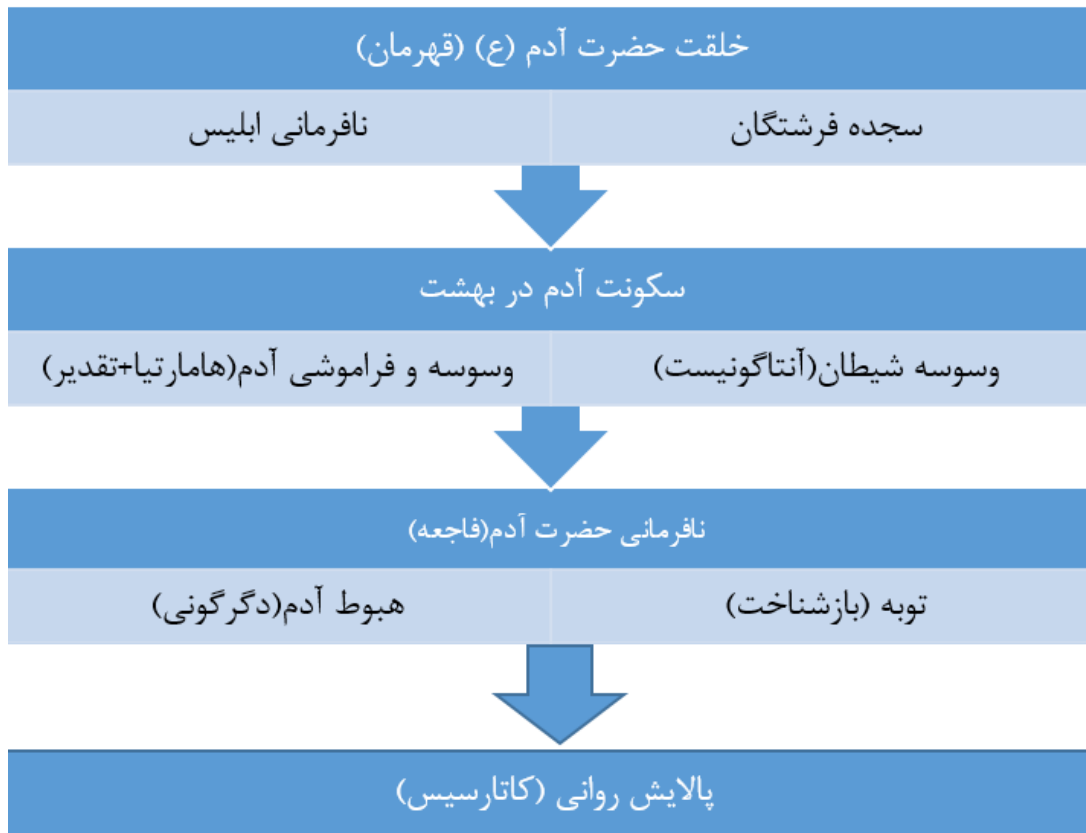 خلقت حضرت آدم (ع) (قهرمان)
سجده فرشتگان
نافرمانی ابلیس
سکونت آدم در بهشت
وسوسه شیطان(آنتاگونیست)
وسوسه و فراموشی آدم(هامارتیا+تقدیر)
نافرمانی حضرت آدم(فاجعه)
توبه (بازشناخت)
هبوط آدم(دگرگونی)
پالایش روانی (کاتارسیس)